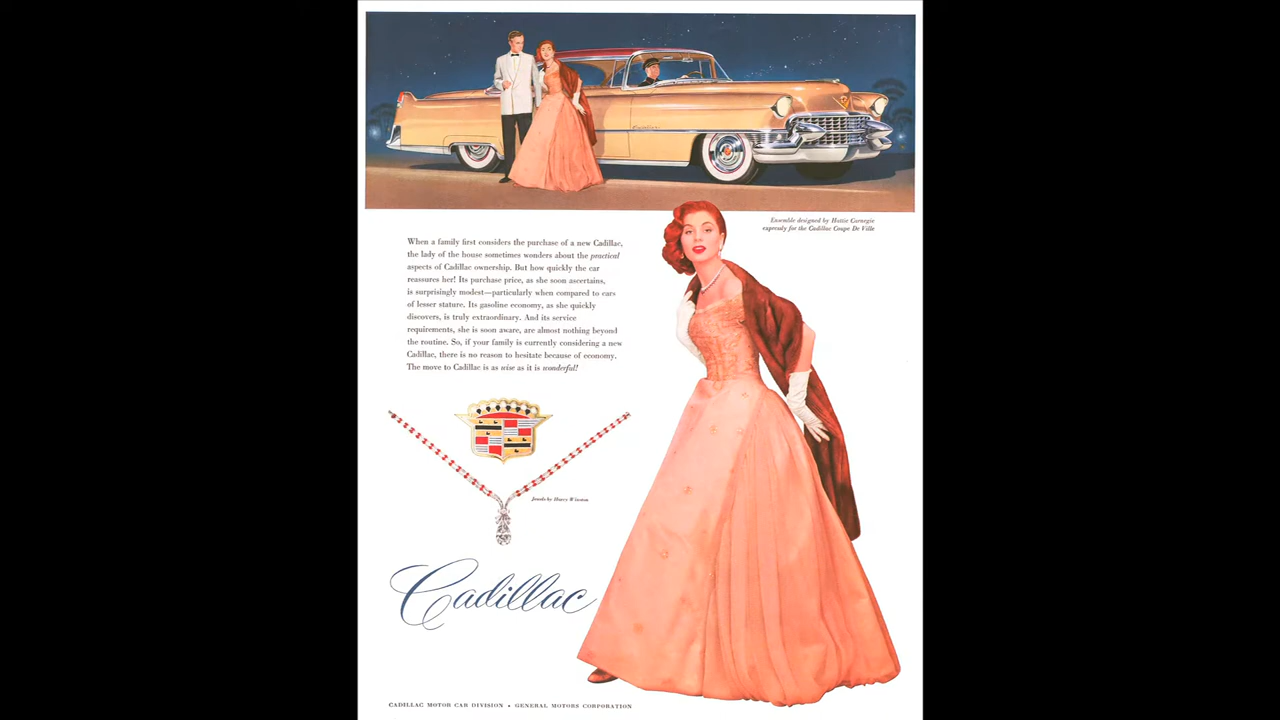 Cadillac
Ensemble designed by Hattie Carnegie
expressly for the Cadillac Coupe De Ville
When a family first considers the purchase of a new Cadillac,
the lady of the house sometimes wonders about the practical
aspects of Cadillac ownership. But how quickly the car
reassures her! Its purchase price, as she soon ascertains,
is surprisingly modest—particularly when compared to cars
of lesser stature. Its gasoline economy, as she quickly
discovers, is truly extraordinary. And its service
requirements, she is soon aware, are almost nothing beyond
the routine. So, if your family is currently considering a new
Cadillac, there is no reason to hesitate because of economy.
The move to Cadillac is as wise as it is wonderful!
Jewels by Harry Winston
Cadillac
CADILLAC MOTOR CAR DIVISION • GENERAL MOTORS CORPORATION